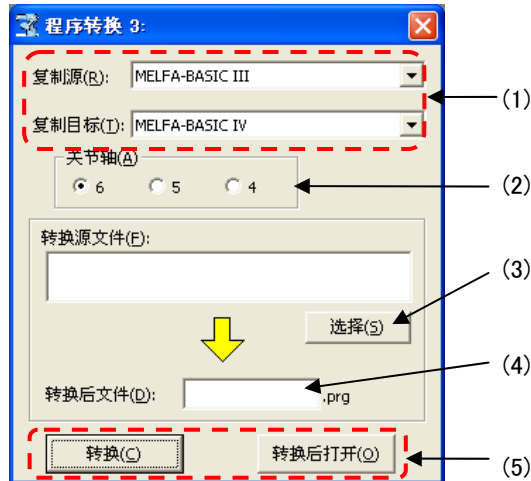 程序转换 3:
复制源(R): MELFA-BASIC III
(1)
复制目标(T): MELFA-BASIC IV
关节轴(A)
6 5 4
(2)
转换源文件(F):
(3)
选择(S)
(4)
转换后文件(D): .prg
转换(C) 转换后打开(O)
(5)